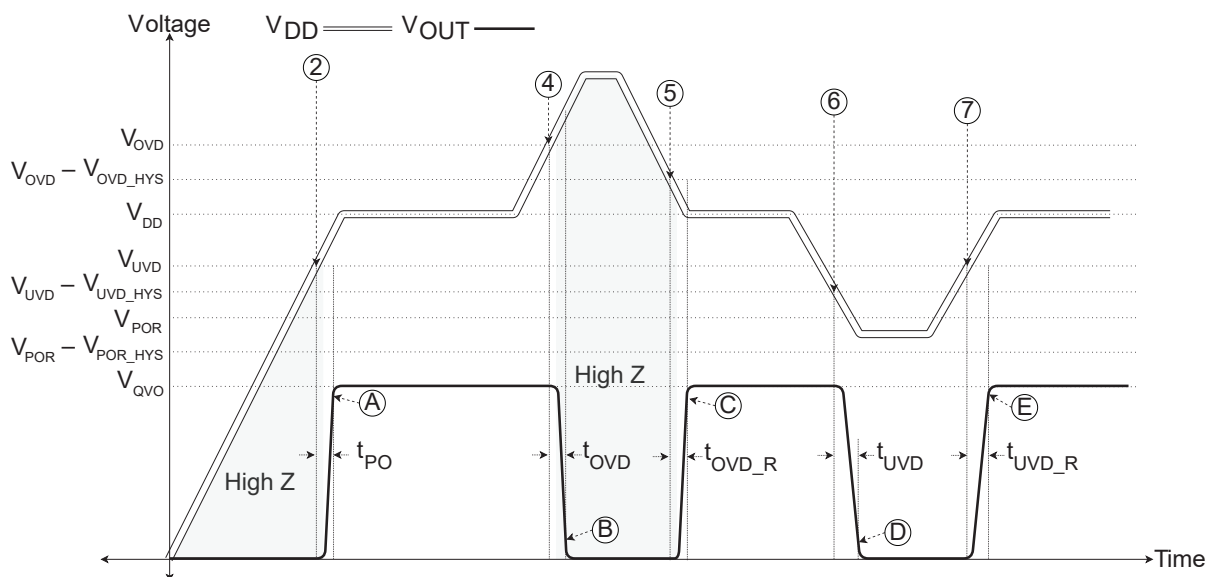 Voltage
VDD VOUT
2
4
5
6
7
VOVD
VOVD – VOVD_HYS
VDD
VUVD
VUVD – VUVD_HYS
VPOR
VPOR – VPOR_HYS
VQVO
High Z
High Z
A
B
C
D
E
tPO
tOVD
tOVD_R
tUVD
tUVD_R
Time